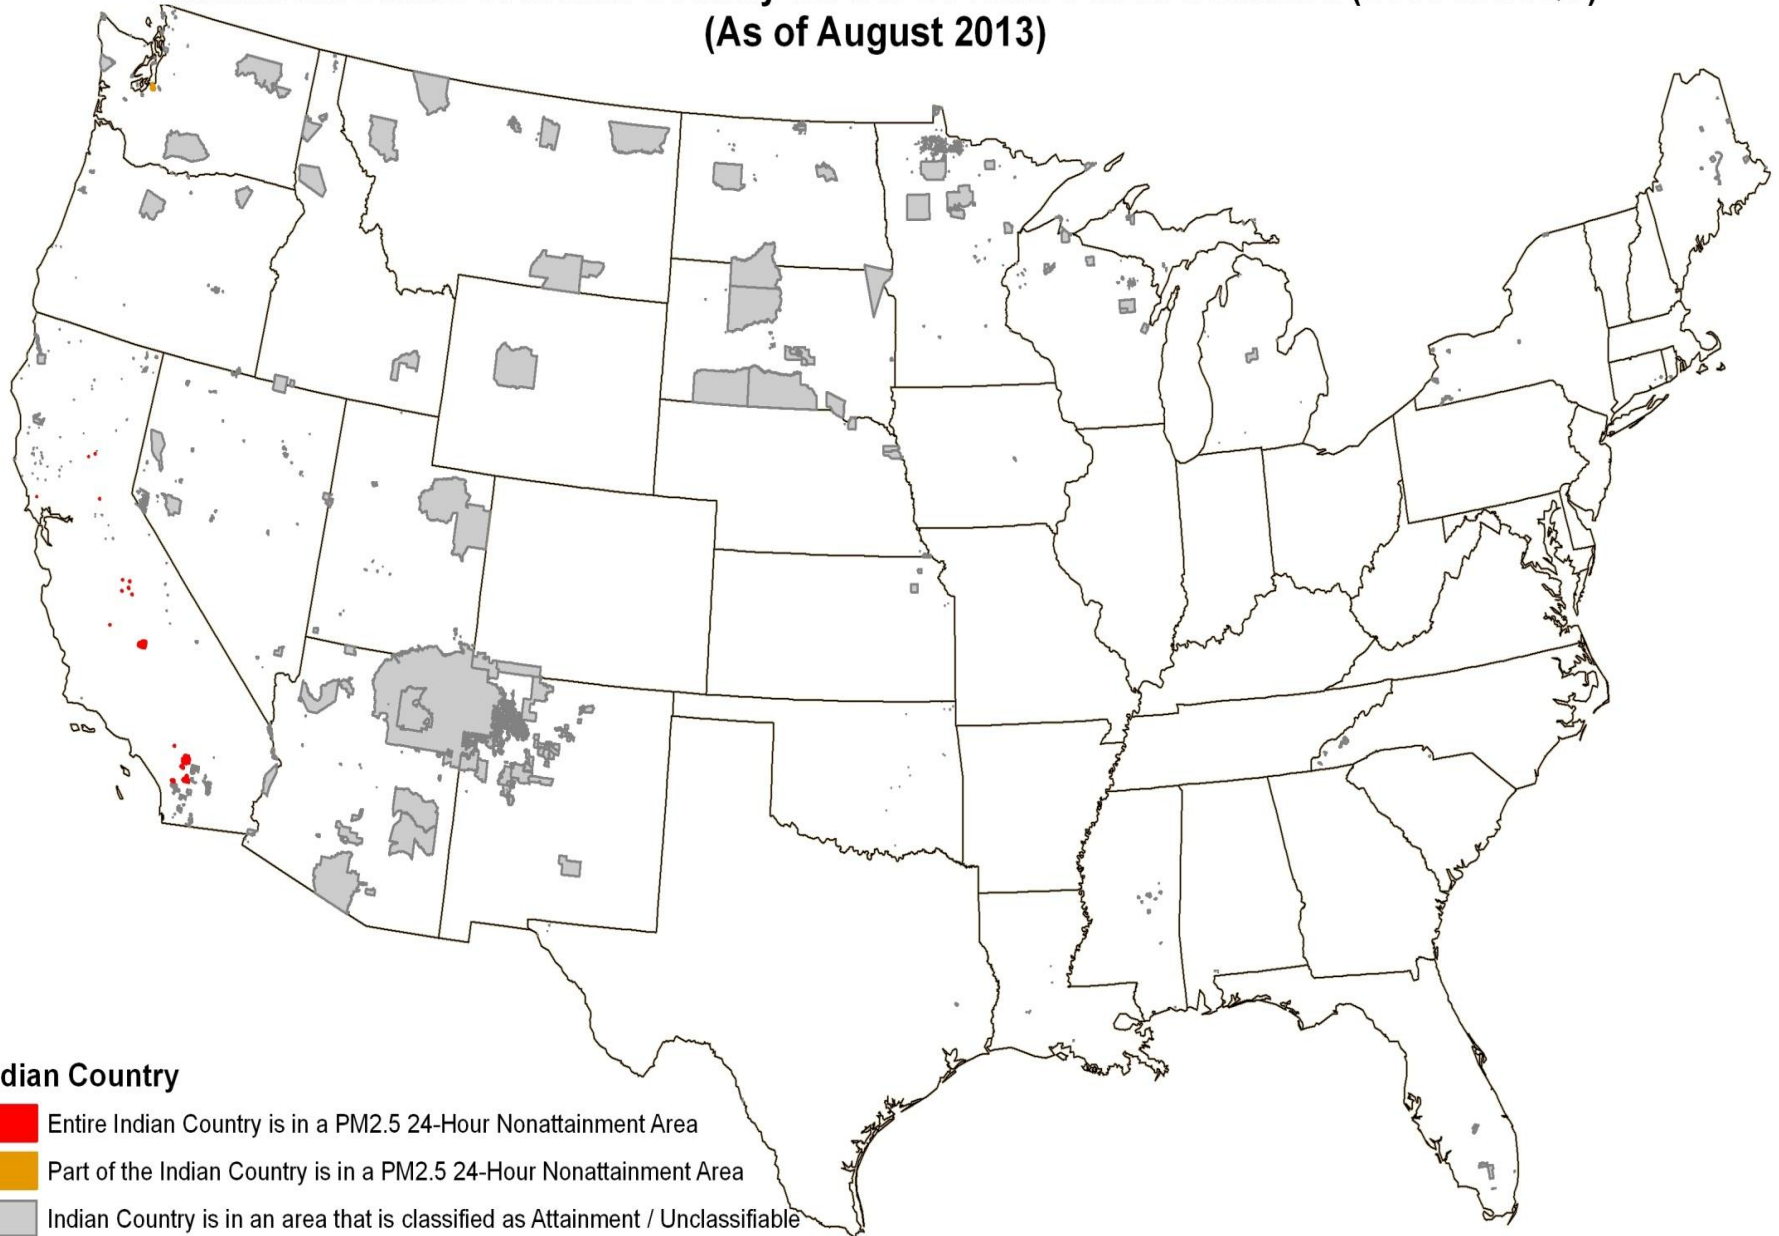 (As of August 2013)
dian Country
Entire Indian Country is in a PM2.5 24-Hour Nonattainment Area
Part of the Indian Country is in a PM2.5 24-Hour Nonattainment Area
Indian Country is in an area that is classified as Attainment / Unclassifiable